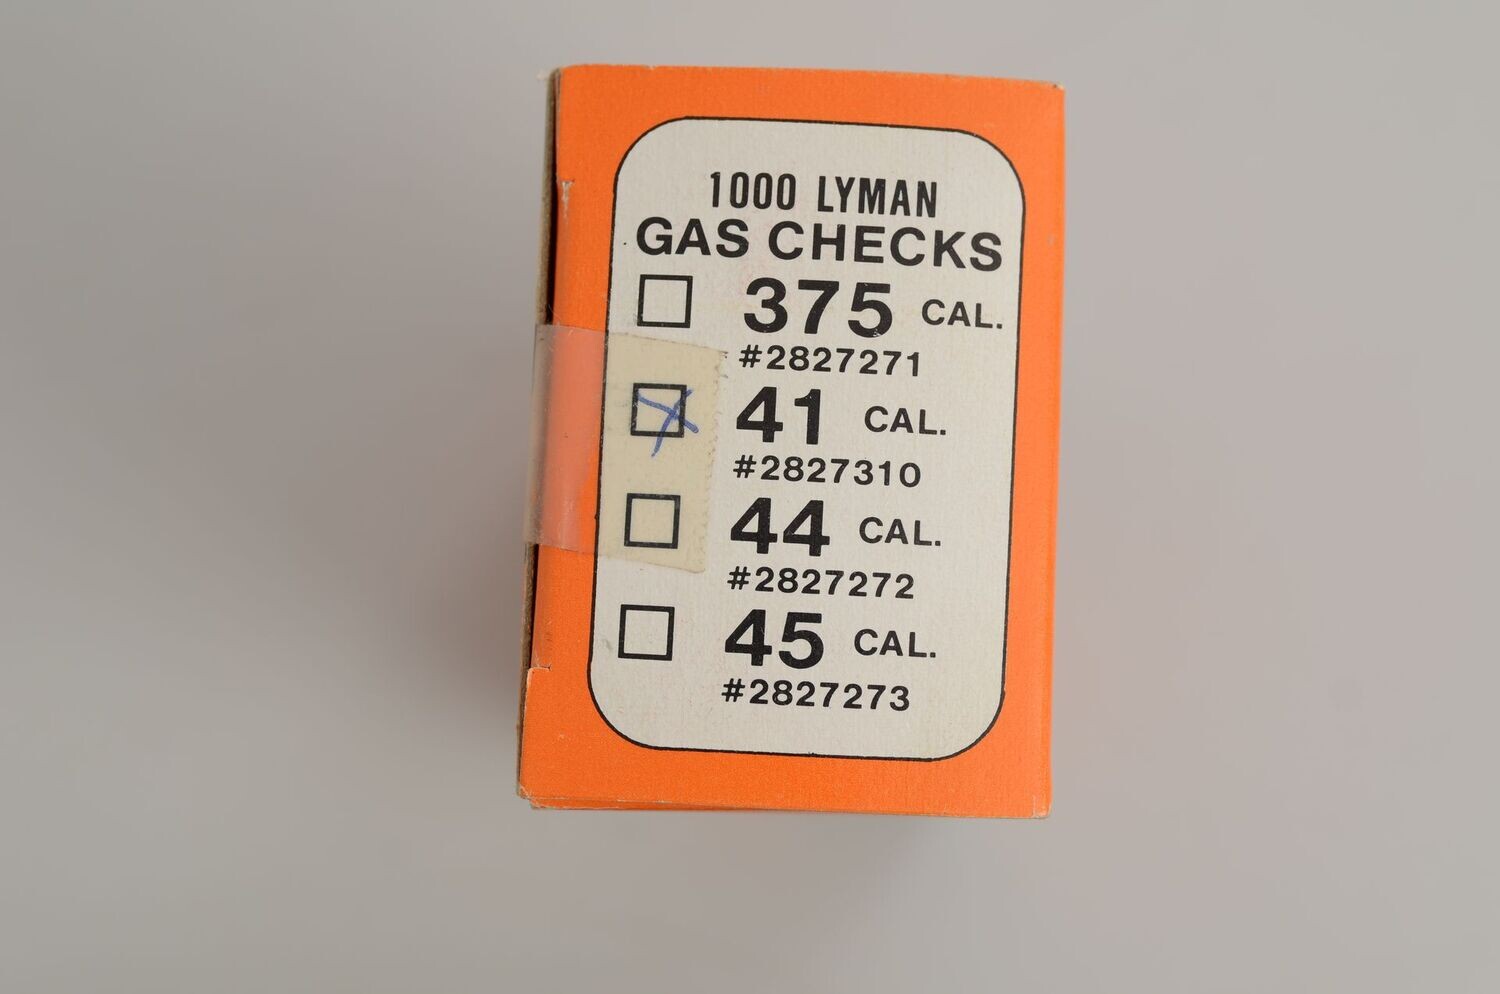 1000 LYMAN
GAS CHECKS
375 CAL.
#2827271
41 CAL.
#2827310
44 CAL.
#2827272
45 CAL.
#2827273